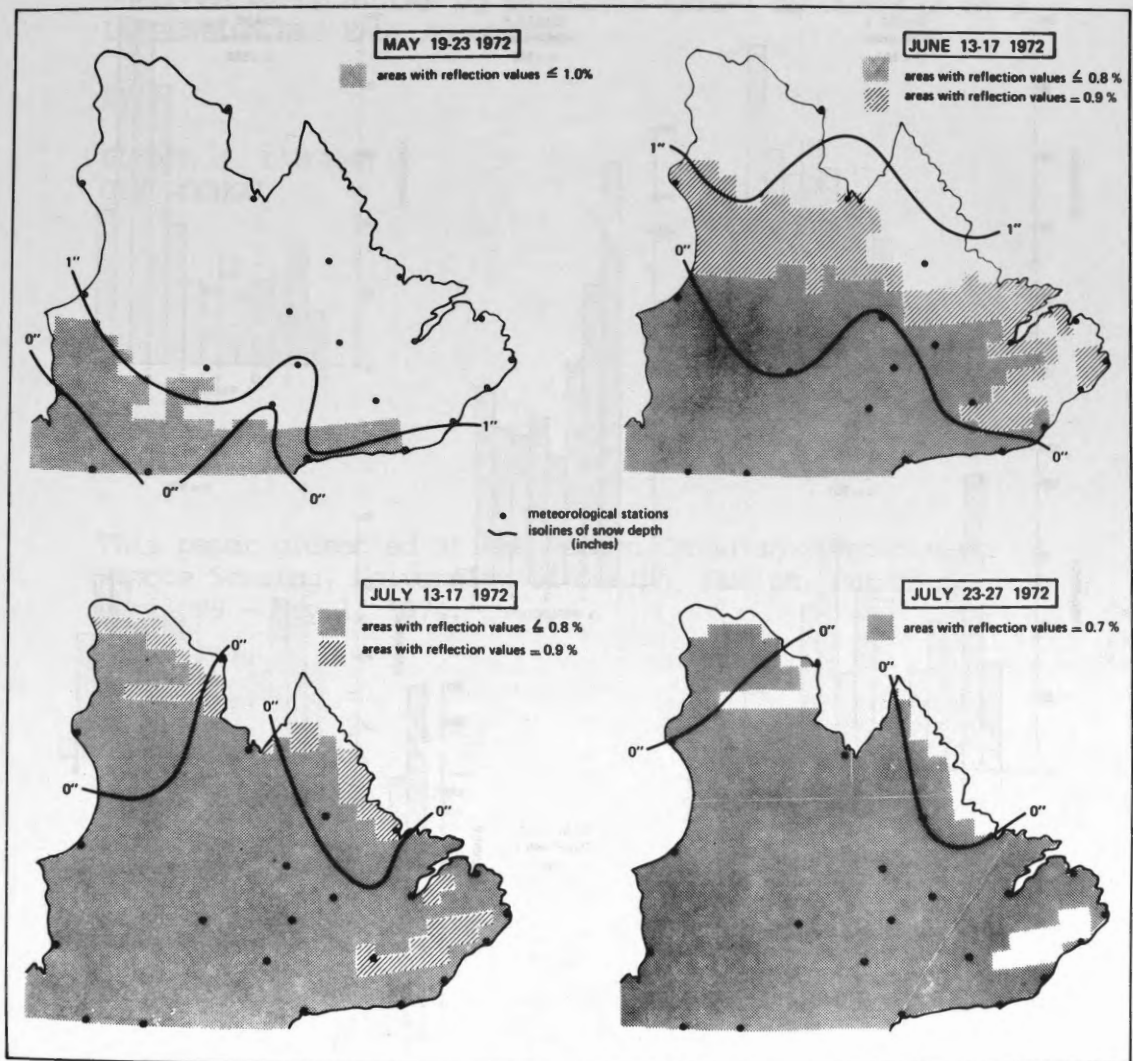 MAY 19-23 1972
areas with reflection values ≦ 1.0%
1"
0"
0"
0"
1"
JUNE 13-17 1972
areas with reflection values ≦ 0.8 %
areas with reflection values = 0.9 %
1"
1"
0"
0"
meteorological stations
isolines of snow depth
(inches)
JULY 13-17 1972
areas with reflection values ≦ 0.8 %
areas with reflection values = 0.9 %
0"
0"
0"
0"
JULY 23-27 1972
areas with reflection values = 0.7 %
0"
0"
0"
0"